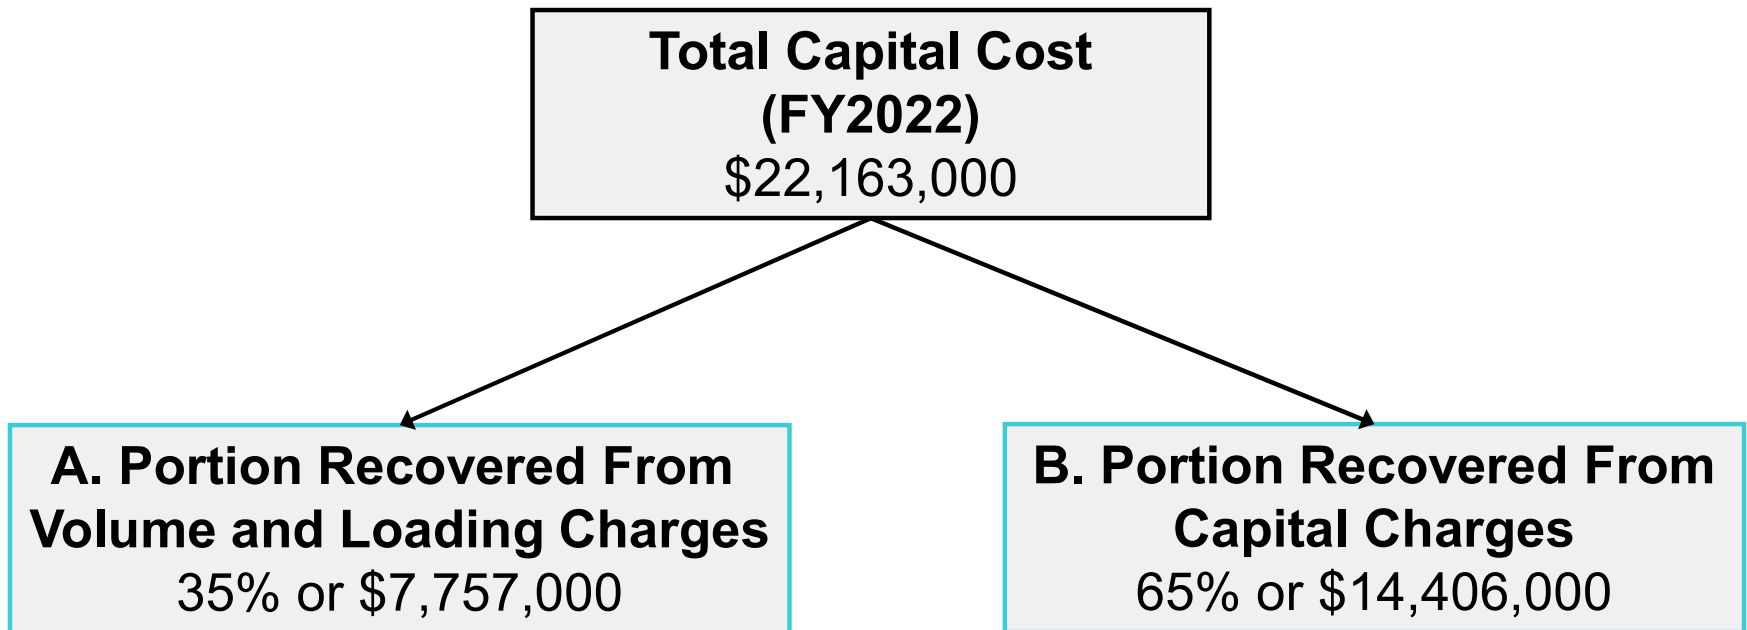 Total Capital Cost
(FY2022)
$22,163,000
A. Portion Recovered From
Volume and Loading Charges
35% or $7,757,000
B. Portion Recovered From
Capital Charges
65% or $14,406,000